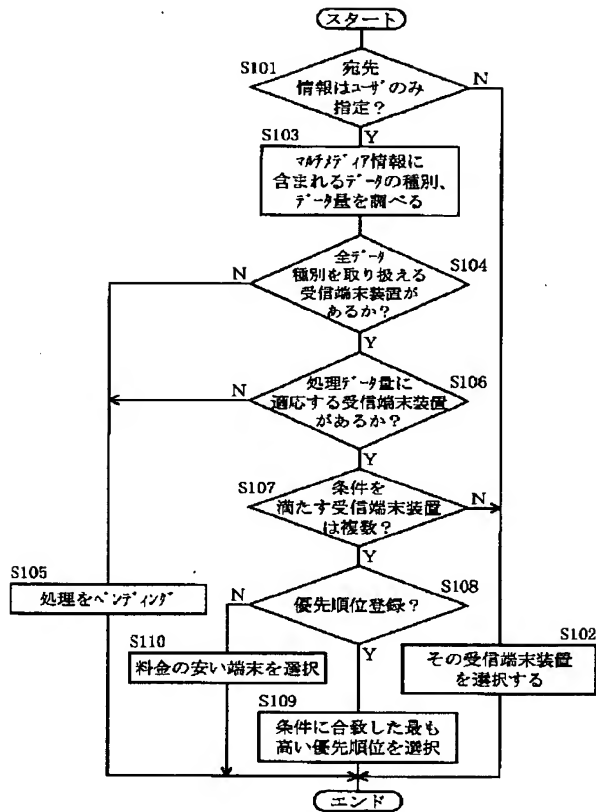 スタート
S101
宛先
情報はユーザのみ
指定？
N
Y
S103
マルチメディア情報に
含まれるデータの種別、
データ量を調べる
全データ
種別を取り扱える
受信端末装置が
あるか？
S104
N
Y
処理データ量に
適応する受信端末装置
があるか？
S106
N
Y
S107
条件を
満たす受信端末装置
は複数？
N
Y
S105
処理をペンディング
優先順位登録？
S108
N
Y
S110
料金の安い端末を選択
S102
その受信端末装置
を選択する
S109
条件に合致した最も
高い優先順位を選択
エンド